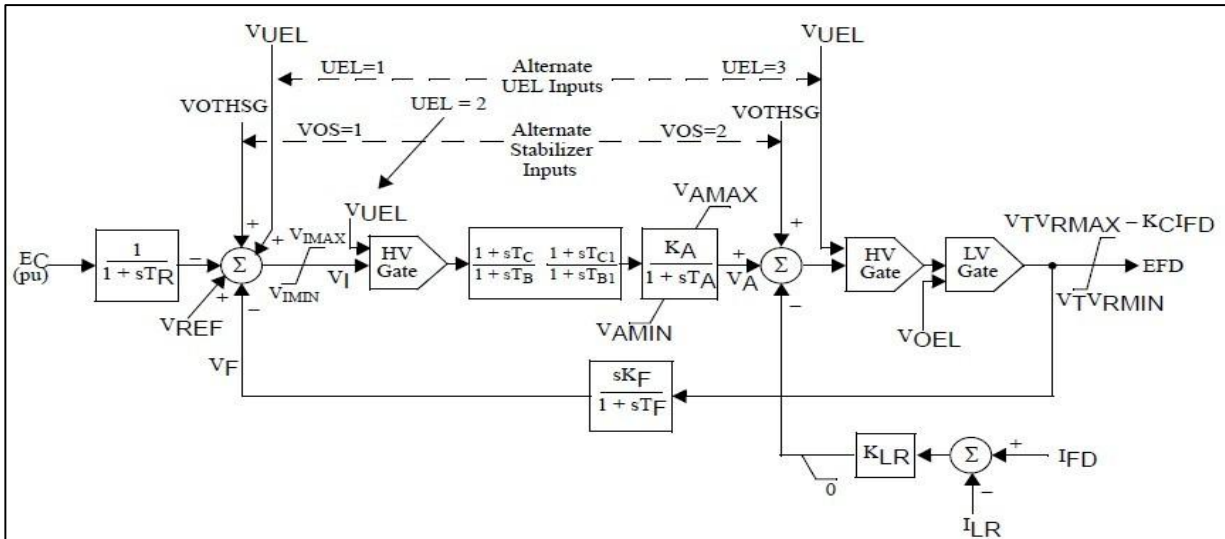 VUEL
VUEL
UEL=1
Alternate
UEL Inputs
UEL=3
VOTHSG
UEL = 2
VOTHSG
VOS=1
Alternate
Stabilizer
Inputs
VOS=2
VAMAX
VUEL
VTVRMAX – KCIFD
EC
(pu)
1
1 + sTR
–
+
+
Σ
+
–
VIMAX
VIMIN
VI
HV
Gate
1 + sTC
1 + sTB
1 + sTC1
1 + sTB1
KA
1 + sTA
+
VA
+
Σ
–
HV
Gate
LV
Gate
EFD
VREF
VAMIN
VOEL
VTVRMIN
VF
sKF
1 + sTF
KLR
Σ
+
IFD
0
–
ILR